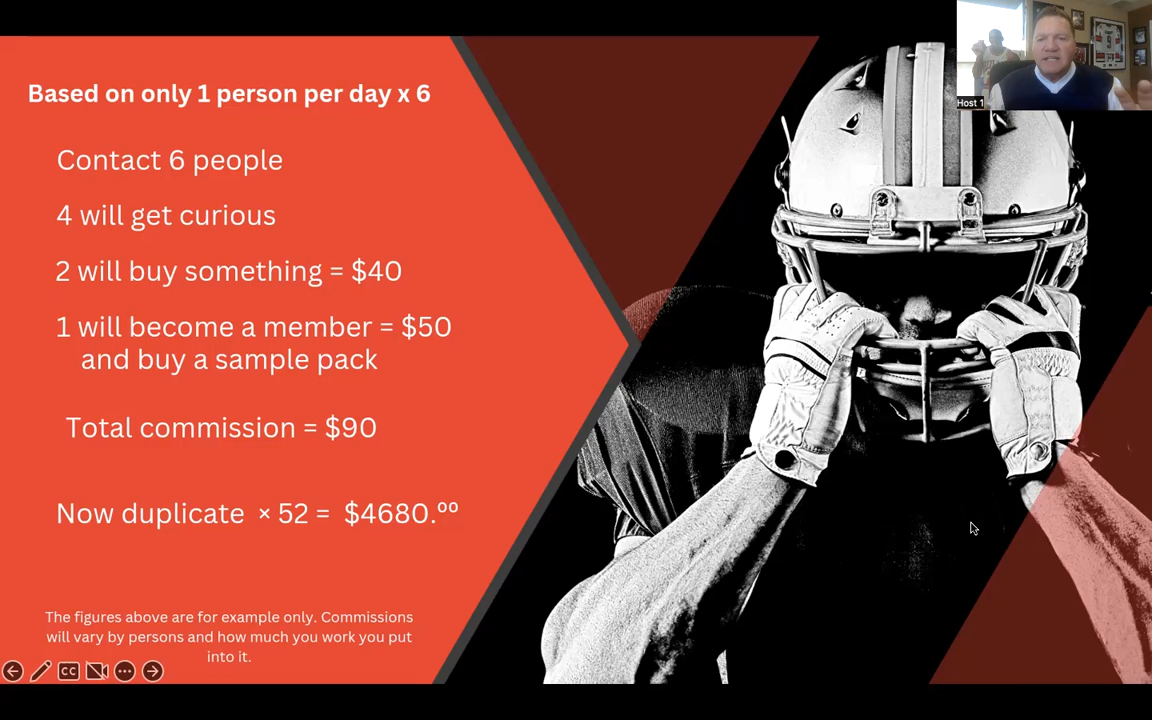 Based on only 1 person per day x 6
Contact 6 people
4 will get curious
2 will buy something = $40
1 will become a member = $50
and buy a sample pack
Total commission = $90
Now duplicate × 52 = $4680.ºº
The figures above are for example only. Commissions
will vary by persons and how much you work you put
into it.
CC
Host 1